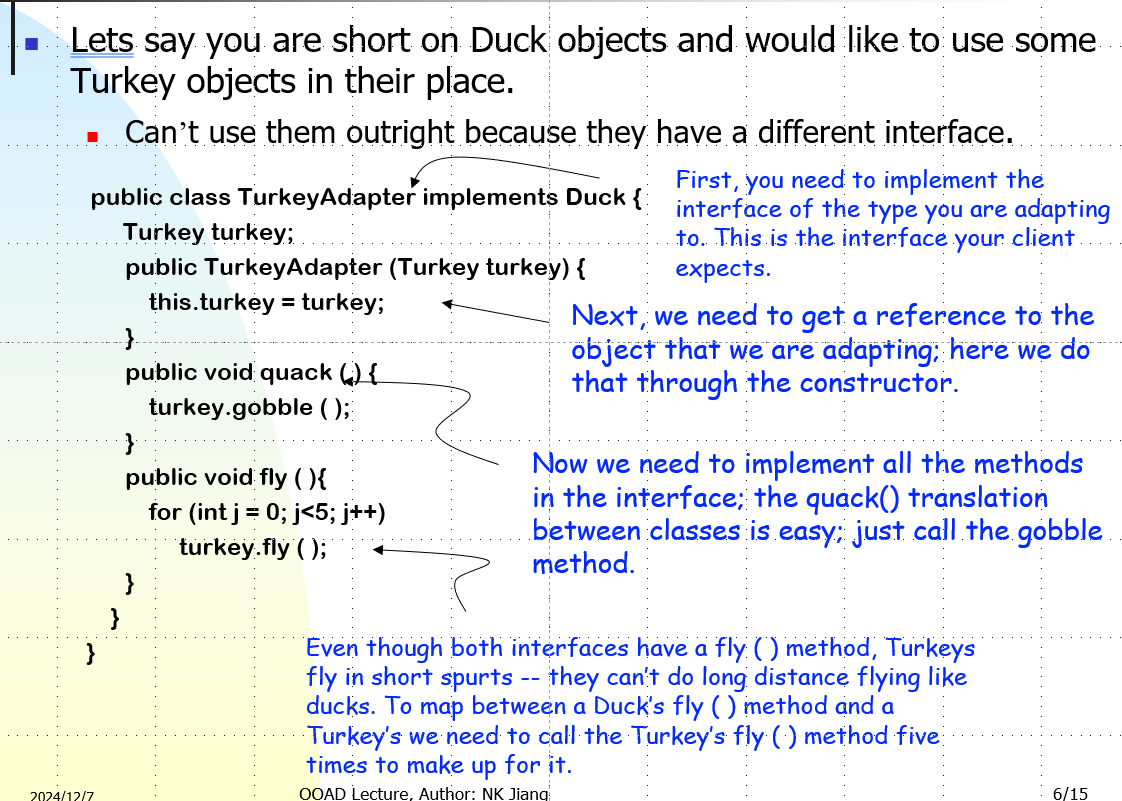 Lets say you are short on Duck objects and would like to use some
Turkey objects in their place.
Can't use them outright because they have a different interface.
public class TurkeyAdapter implements Duck {
Turkey turkey;
public TurkeyAdapter (Turkey turkey) {
this.turkey = turkey;
}
public void quack ( ) {
turkey.gobble ( );
}
public void fly ( ){
for (int j = 0; j<5; j++)
turkey.fly ( );
}
}
}
First, you need to implement the
interface of the type you are adapting
to. This is the interface your client
expects.
Next, we need to get a reference to the
object that we are adapting; here we do
that through the constructor.
Now we need to implement all the methods
in the interface; the quack() translation
between classes is easy; just call the gobble
method.
Even though both interfaces have a fly ( ) method, Turkeys
fly in short spurts -- they can't do long distance flying like
ducks. To map between a Duck's fly ( ) method and a
Turkey's we need to call the Turkey's fly ( ) method five
times to make up for it.
2024/12/7
OOAD Lecture, Author: NK Jiang
6/15